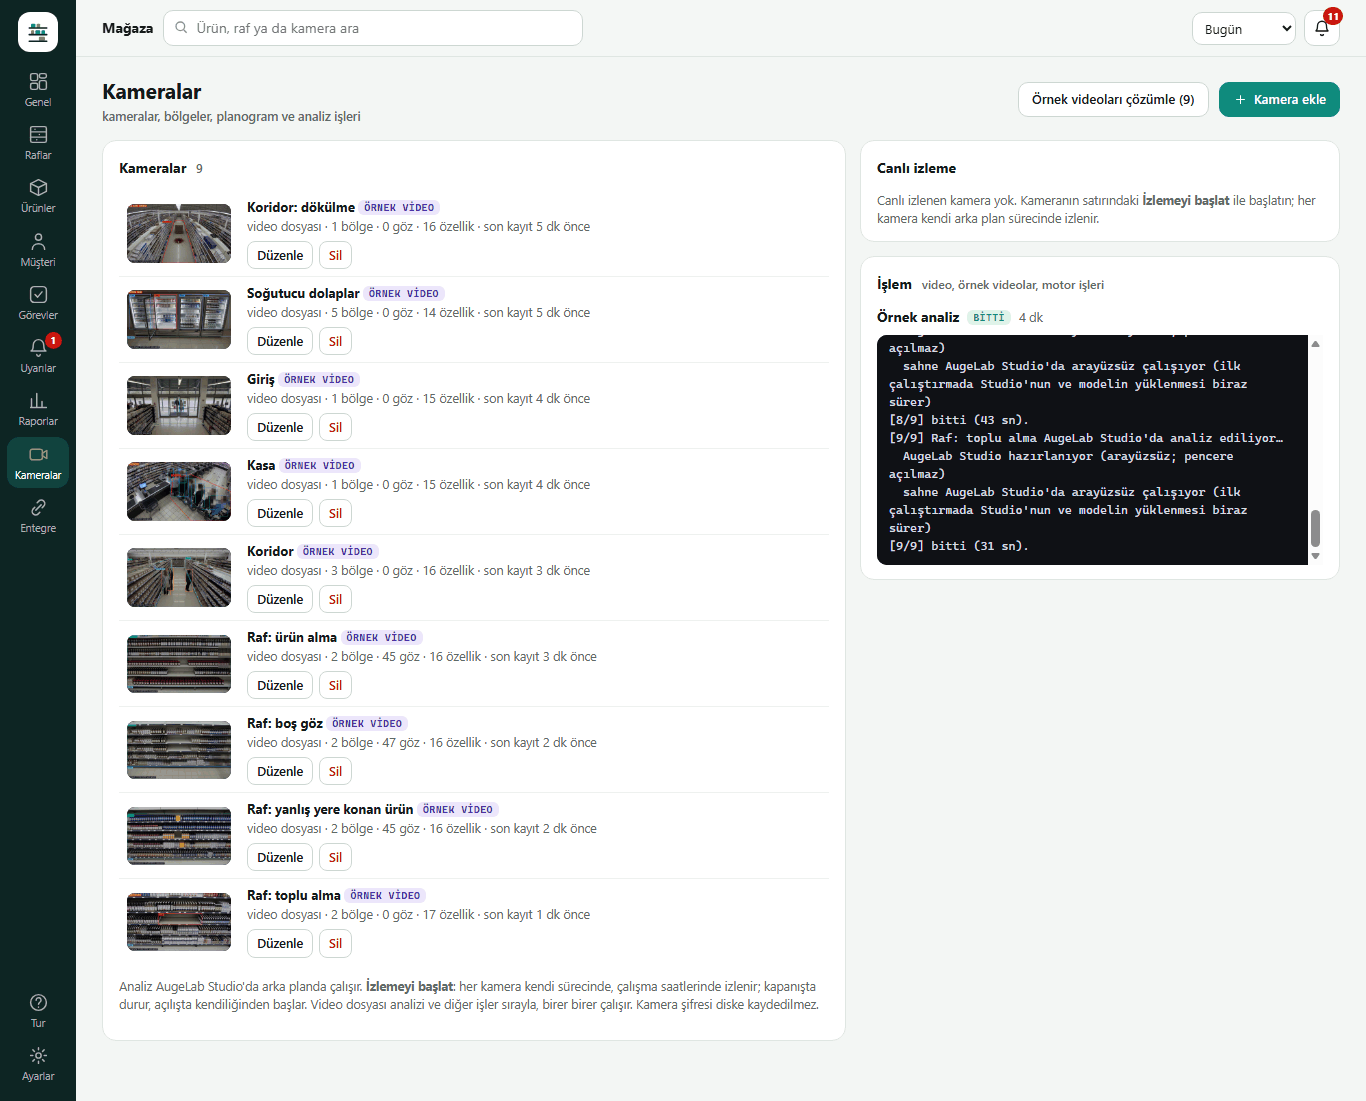 Mağaza
Ürün, raf ya da kamera ara
Bugün
11
Genel
Raflar
Ürünler
Müşteri
Görevler
1
Uyarılar
Raporlar
Kameralar
Entegre
Tur
Ayarlar
Kameralar
kameralar, bölgeler, planogram ve analiz işleri
Örnek videoları çözümle (9)
+ Kamera ekle
Kameralar 9
Koridor: dökülme ÖRNEK VİDEO
video dosyası · 1 bölge · 0 göz · 16 özellik · son kayıt 5 dk önce
Düzenle Sil
Soğutucu dolaplar ÖRNEK VİDEO
video dosyası · 5 bölge · 0 göz · 14 özellik · son kayıt 5 dk önce
Düzenle Sil
Giriş ÖRNEK VİDEO
video dosyası · 1 bölge · 0 göz · 15 özellik · son kayıt 4 dk önce
Düzenle Sil
Kasa ÖRNEK VİDEO
video dosyası · 1 bölge · 0 göz · 15 özellik · son kayıt 4 dk önce
Düzenle Sil
Koridor ÖRNEK VİDEO
video dosyası · 3 bölge · 0 göz · 16 özellik · son kayıt 3 dk önce
Düzenle Sil
Raf: ürün alma ÖRNEK VİDEO
video dosyası · 2 bölge · 45 göz · 16 özellik · son kayıt 3 dk önce
Düzenle Sil
Raf: boş göz ÖRNEK VİDEO
video dosyası · 2 bölge · 47 göz · 16 özellik · son kayıt 2 dk önce
Düzenle Sil
Raf: yanlış yere konan ürün ÖRNEK VİDEO
video dosyası · 2 bölge · 45 göz · 16 özellik · son kayıt 2 dk önce
Düzenle Sil
Raf: toplu alma ÖRNEK VİDEO
video dosyası · 2 bölge · 0 göz · 17 özellik · son kayıt 1 dk önce
Düzenle Sil
Analiz AugeLab Studio'da arka planda çalışır. İzlemeyi başlat: her kamera kendi sürecinde, çalışma saatlerinde izlenir; kapanışta
durur, açılışta kendiliğinden başlar. Video dosyası analizi ve diğer işler sırayla, birer birer çalışır. Kamera şifresi diske kaydedilmez.
Canlı izleme
Canlı izlenen kamera yok. Kameranın satırındaki İzlemeyi başlat ile başlatın; her
kamera kendi arka plan sürecinde izlenir.
İşlem video, örnek videolar, motor işleri
Örnek analiz BİTTİ 4 dk
açılmaz)
sahne AugeLab Studio'da arayüzsüz çalışıyor (ilk
çalıştırmada Studio'nun ve modelin yüklenmesi biraz
sürer)
[8/9] bitti (43 sn).
[9/9] Raf: toplu alma AugeLab Studio'da analiz ediliyor…
AugeLab Studio hazırlanıyor (arayüzsüz; pencere
açılmaz)
sahne AugeLab Studio'da arayüzsüz çalışıyor (ilk
çalıştırmada Studio'nun ve modelin yüklenmesi biraz
sürer)
[9/9] bitti (31 sn).